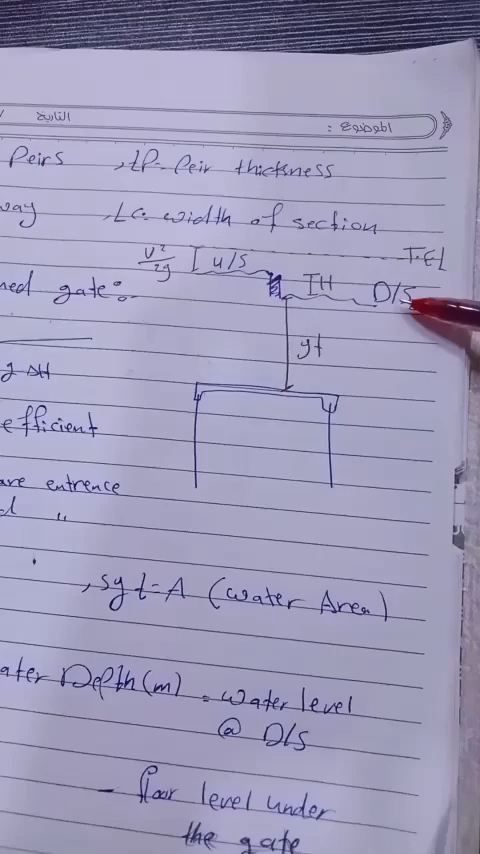 الموضوع : التاريخ /
Peirs , tp- Peir thickness
way , Lc- width of section
V²/2g u/s T.EL
ned gate:- H D/S
yt
g ΔH
efficient
are entrence
d "
, syt=A (Water Area)
ater Depth(m) = water level
@ D/S
- floor level under
the gate